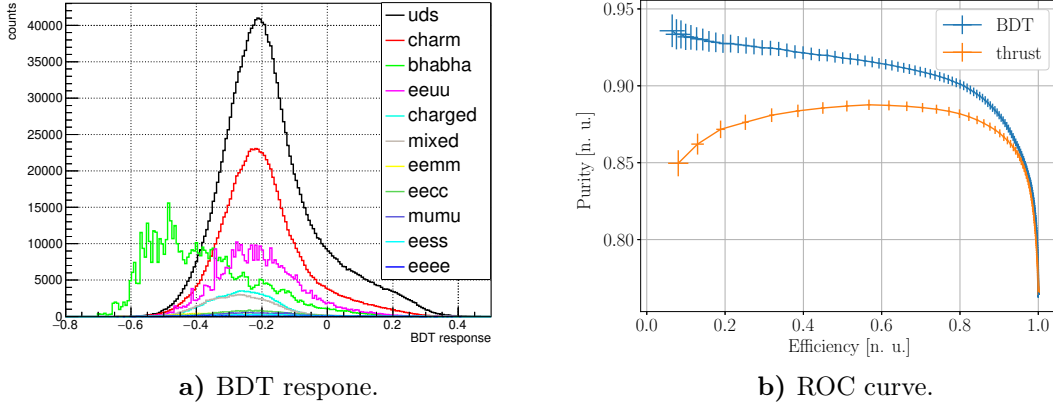 counts
40000
35000
30000
25000
20000
15000
10000
5000
0
−0.8 −0.6 −0.4 −0.2 0 0.2 0.4
BDT response
uds
charm
bhabha
eeuu
charged
mixed
eemm
eecc
mumu
eess
eeee
a) BDT respone.
0.95
0.90
0.85
0.80
Purity [n. u.]
0.0 0.2 0.4 0.6 0.8 1.0
Efficiency [n. u.]
BDT
thrust
b) ROC curve.